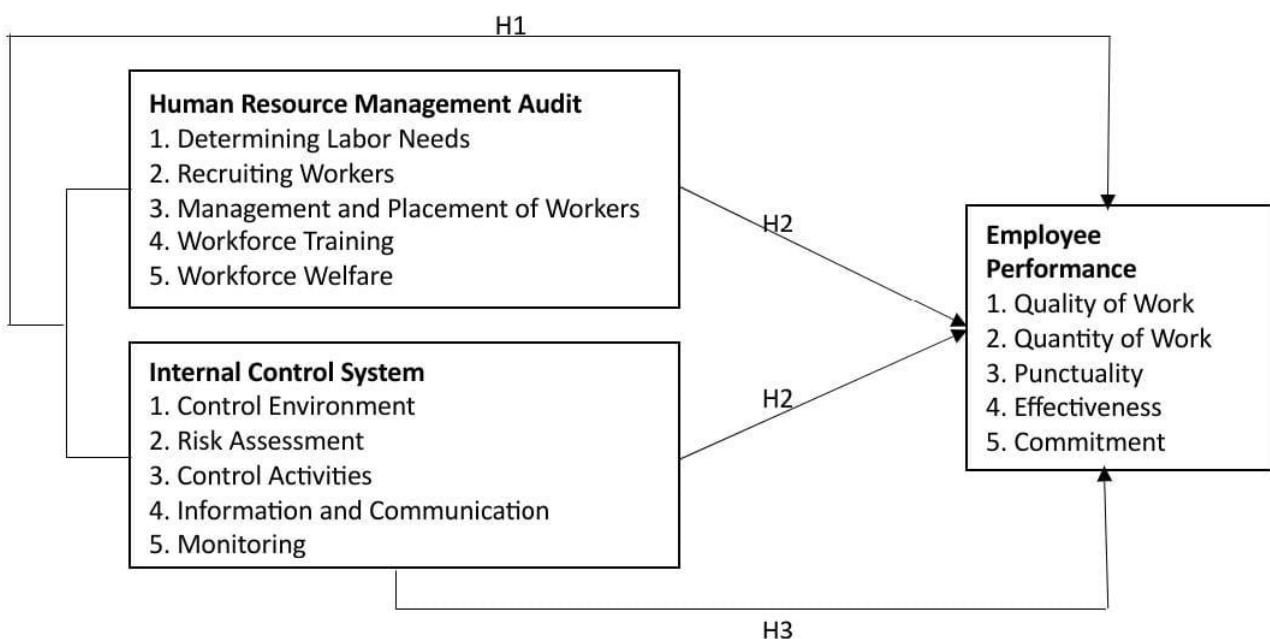 H1
Human Resource Management Audit
1. Determining Labor Needs
2. Recruiting Workers
3. Management and Placement of Workers
4. Workforce Training
5. Workforce Welfare
H2
Internal Control System
1. Control Environment
2. Risk Assessment
3. Control Activities
4. Information and Communication
5. Monitoring
H2
Employee
Performance
1. Quality of Work
2. Quantity of Work
3. Punctuality
4. Effectiveness
5. Commitment
H3